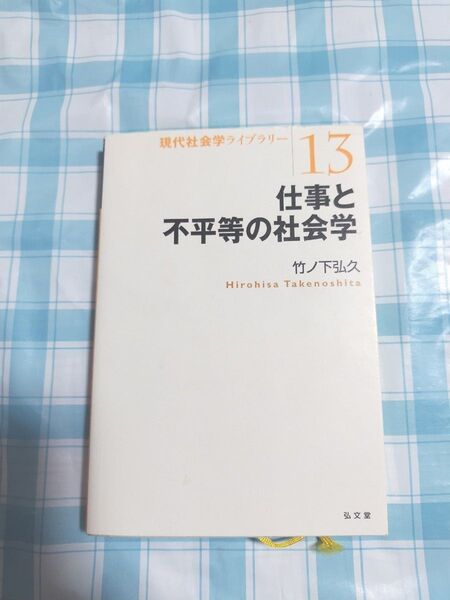 現代社会学ライブラリー 13
仕事と
不平等の社会学
竹ノ下弘久
Hirohisa Takenoshita
弘文堂